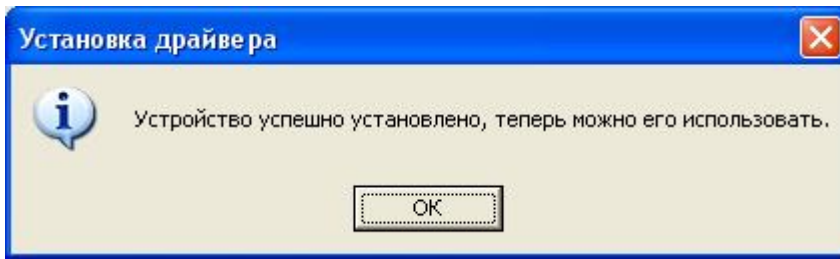 Установка драйвера
Устройство успешно установлено, теперь можно его использовать.
OK